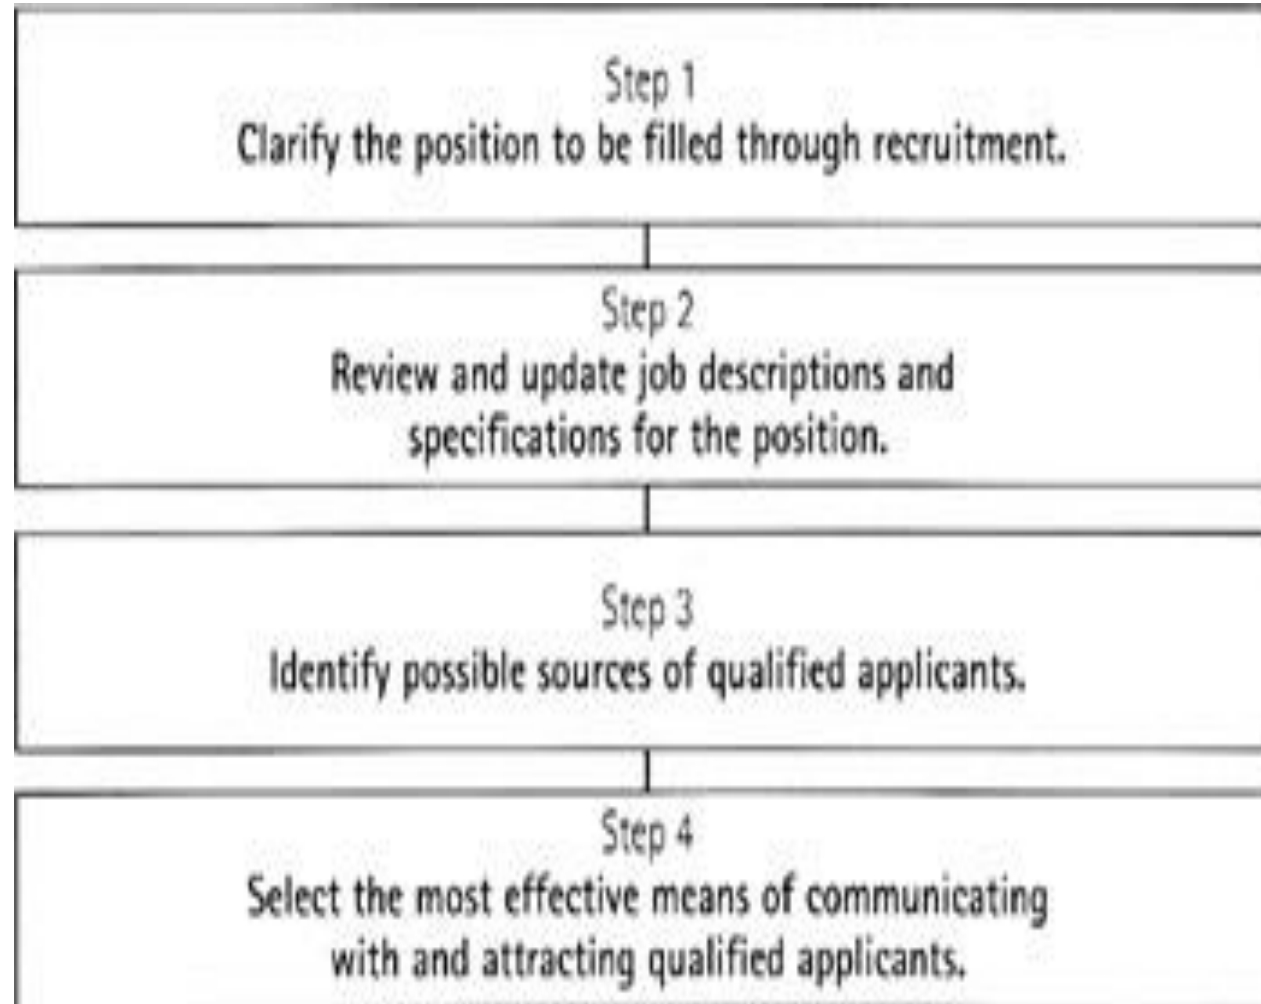 Step 1
Clarify the position to be filled through recruitment.
Step 2
Review and update job descriptions and
specifications for the position.
Step 3
Identify possible sources of qualified applicants.
Step 4
Select the most effective means of communicating
with and attracting qualified applicants.